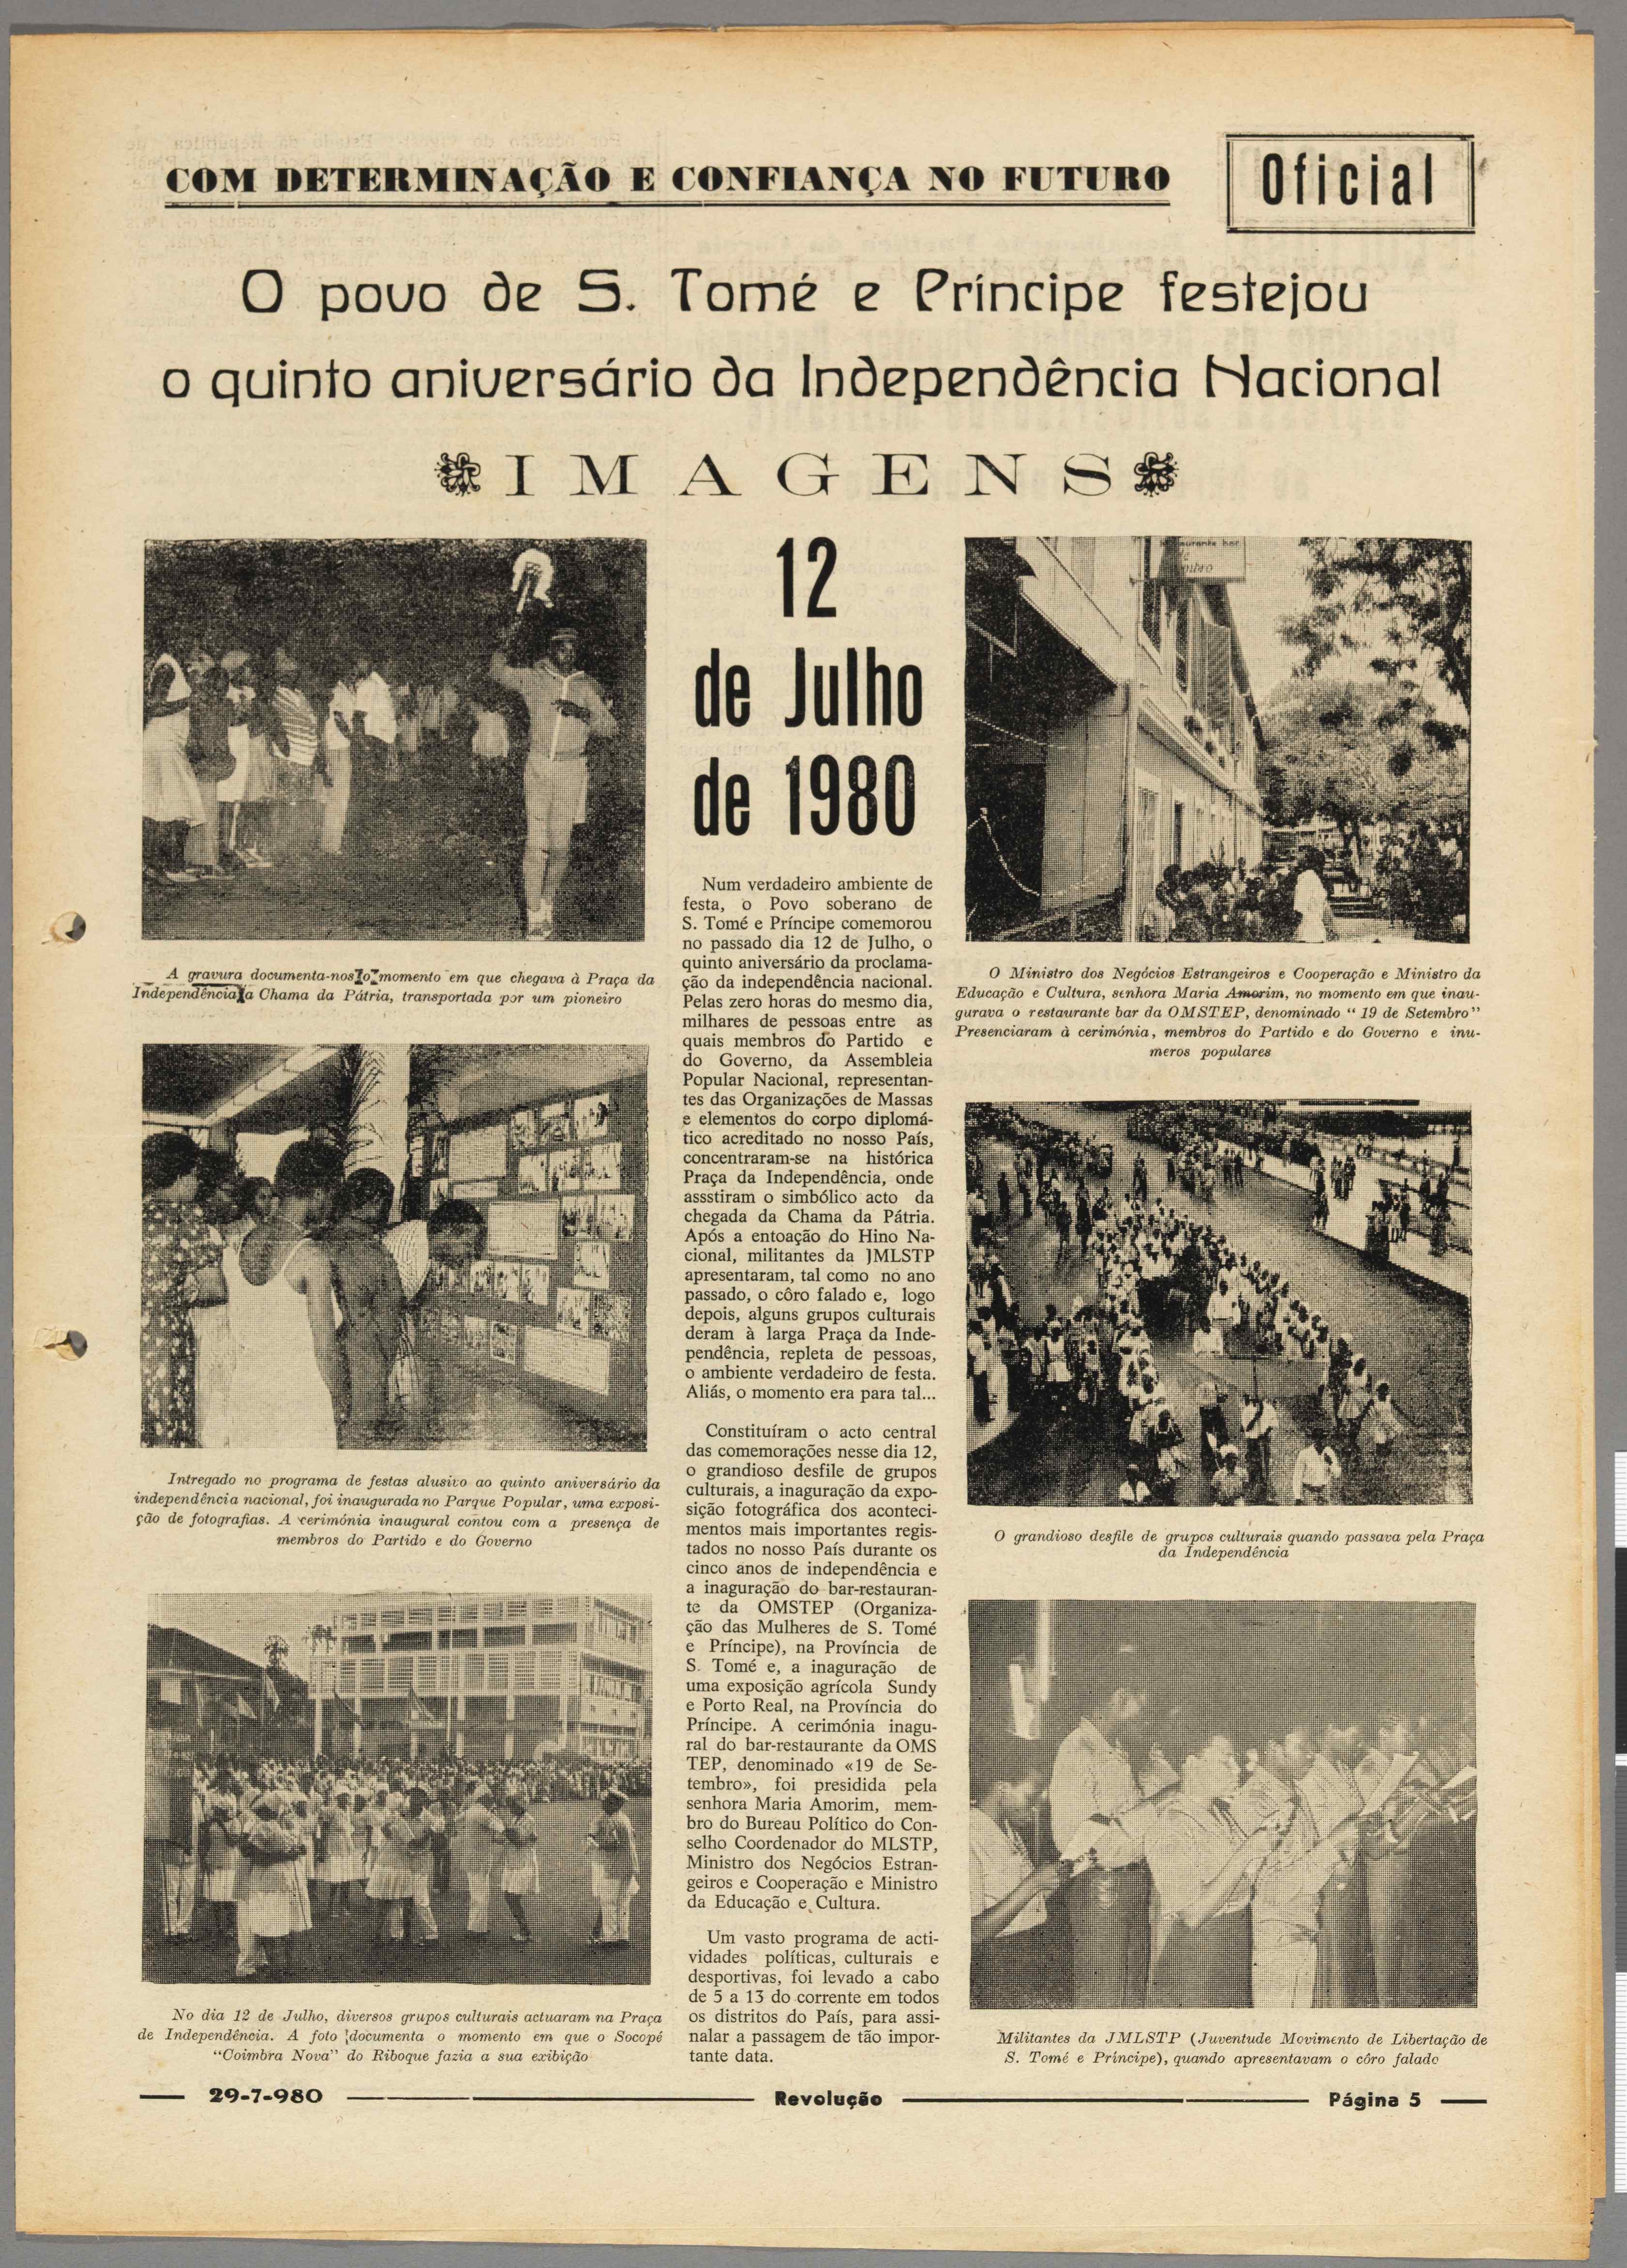 COM DETERMINAÇÃO E CONFIANÇA NO FUTURO
Oficial
O povo de S. Tomé e Príncipe festejou
o quinto aniversário da Independência Nacional
IMAGENS
A gravura documenta-nos o momento em que chegava à Praça da
Independência a Chama da Pátria, transportada por um pioneiro
Intregado no programa de festas alusivo ao quinto aniversário da
independência nacional, foi inaugurada no Parque Popular, uma exposi-
ção de fotografias. A cerimónia inaugural contou com a presença de
membros do Partido e do Governo
No dia 12 de Julho, diversos grupos culturais actuaram na Praça
de Independência. A foto documenta o momento em que o Socopé
"Coimbra Nova" do Riboque fazia a sua exibição
12
de Julho
de 1980
Num verdadeiro ambiente de
festa, o Povo soberano de
S. Tomé e Príncipe comemorou
no passado dia 12 de Julho, o
quinto aniversário da proclama-
ção da independência nacional.
Pelas zero horas do mesmo dia,
milhares de pessoas entre as
quais membros do Partido e
do Governo, da Assembleia
Popular Nacional, representan-
tes das Organizações de Massas
e elementos do corpo diplomá-
tico acreditado no nosso País,
concentraram-se na histórica
Praça da Independência, onde
assstiram o simbólico acto da
chegada da Chama da Pátria.
Após a entoação do Hino Na-
cional, militantes da JMLSTP
apresentaram, tal como no ano
passado, o côro falado e, logo
depois, alguns grupos culturais
deram à larga Praça da Inde-
pendência, repleta de pessoas,
o ambiente verdadeiro de festa.
Aliás, o momento era para tal...
Constituíram o acto central
das comemorações nesse dia 12,
o grandioso desfile de grupos
culturais, a inaguração da expo-
sição fotográfica dos aconteci-
mentos mais importantes regis-
tados no nosso País durante os
cinco anos de independência e
a inaguração do bar-restauran-
te da OMSTEP (Organiza-
ção das Mulheres de S. Tomé
e Príncipe), na Província de
S. Tomé e, a inaguração de
uma exposição agrícola Sundy
e Porto Real, na Província do
Príncipe. A cerimónia inagu-
ral do bar-restaurante da OMS
TEP, denominado «19 de Se-
tembro», foi presidida pela
senhora Maria Amorim, mem-
bro do Bureau Político do Con-
selho Coordenador do MLSTP,
Ministro dos Negócios Estran-
geiros e Cooperação e Ministro
da Educação e Cultura.
Um vasto programa de acti-
vidades políticas, culturais e
desportivas, foi levado a cabo
de 5 a 13 do corrente em todos
os distritos do País, para assi-
nalar a passagem de tão impor-
tante data.
O Ministro dos Negócios Estrangeiros e Cooperação e Ministro da
Educação e Cultura, senhora Maria Amorim, no momento em que inau-
gurava o restaurante bar da OMSTEP, denominado " 19 de Setembro"
Presenciaram à cerimónia, membros do Partido e do Governo e inu-
meros populares
O grandioso desfile de grupos culturais quando passava pela Praça
da Independência
Militantes da JMLSTP (Juventude Movimento de Libertação de
S. Tomé e Príncipe), quando apresentavam o côro falado
29-7-980
Revolução
Página 5